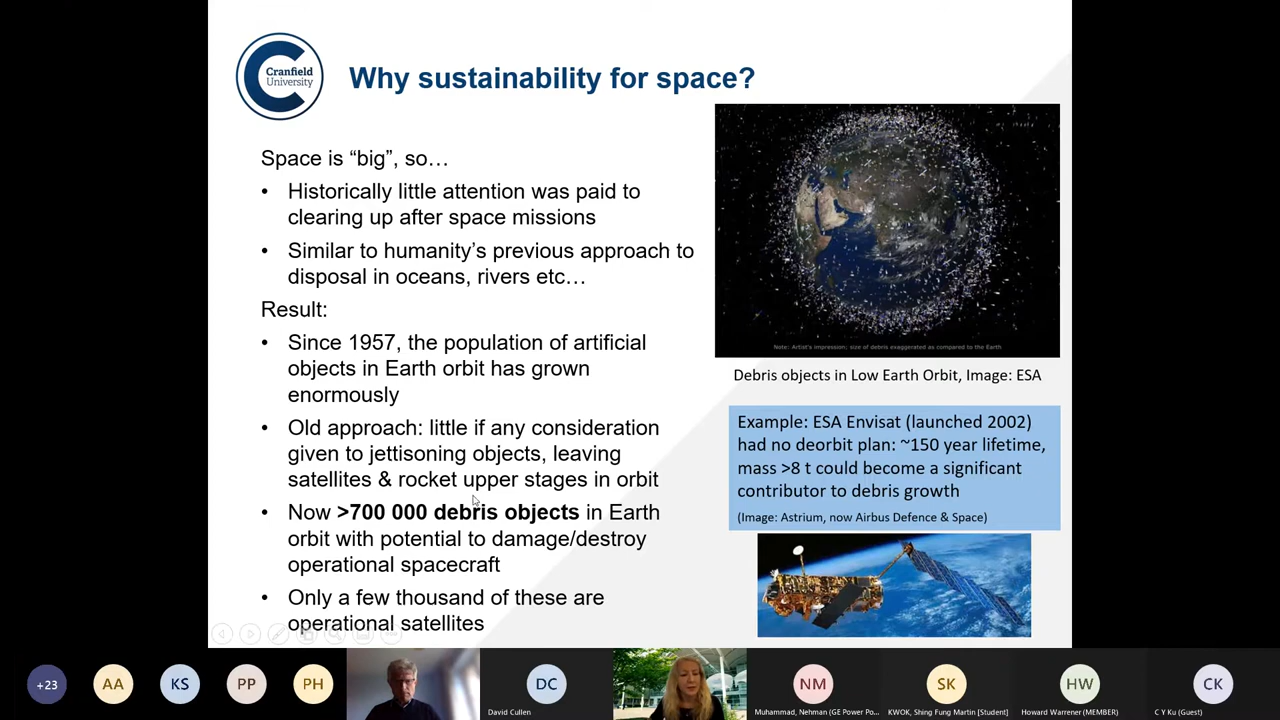 Cranfield
University
Why sustainability for space?
Space is “big”, so…
• Historically little attention was paid to
clearing up after space missions
• Similar to humanity’s previous approach to
disposal in oceans, rivers etc…
Result:
• Since 1957, the population of artificial
objects in Earth orbit has grown
enormously
• Old approach: little if any consideration
given to jettisoning objects, leaving
satellites & rocket upper stages in orbit
• Now >700 000 debris objects in Earth
orbit with potential to damage/destroy
operational spacecraft
• Only a few thousand of these are
operational satellites
Note: Artist's impression; size of debris exaggerated as compared to the Earth
Debris objects in Low Earth Orbit, Image: ESA
Example: ESA Envisat (launched 2002)
had no deorbit plan: ~150 year lifetime,
mass >8 t could become a significant
contributor to debris growth
(Image: Astrium, now Airbus Defence & Space)
+23
AA
KS
PP
PH
DC
David Cullen
NM
Muhammad, Nehman (GE Power Po...
SK
KWOK, Shing Fung Martin [Student]
HW
Howard Warrener (MEMBER)
CK
C Y Ku (Guest)